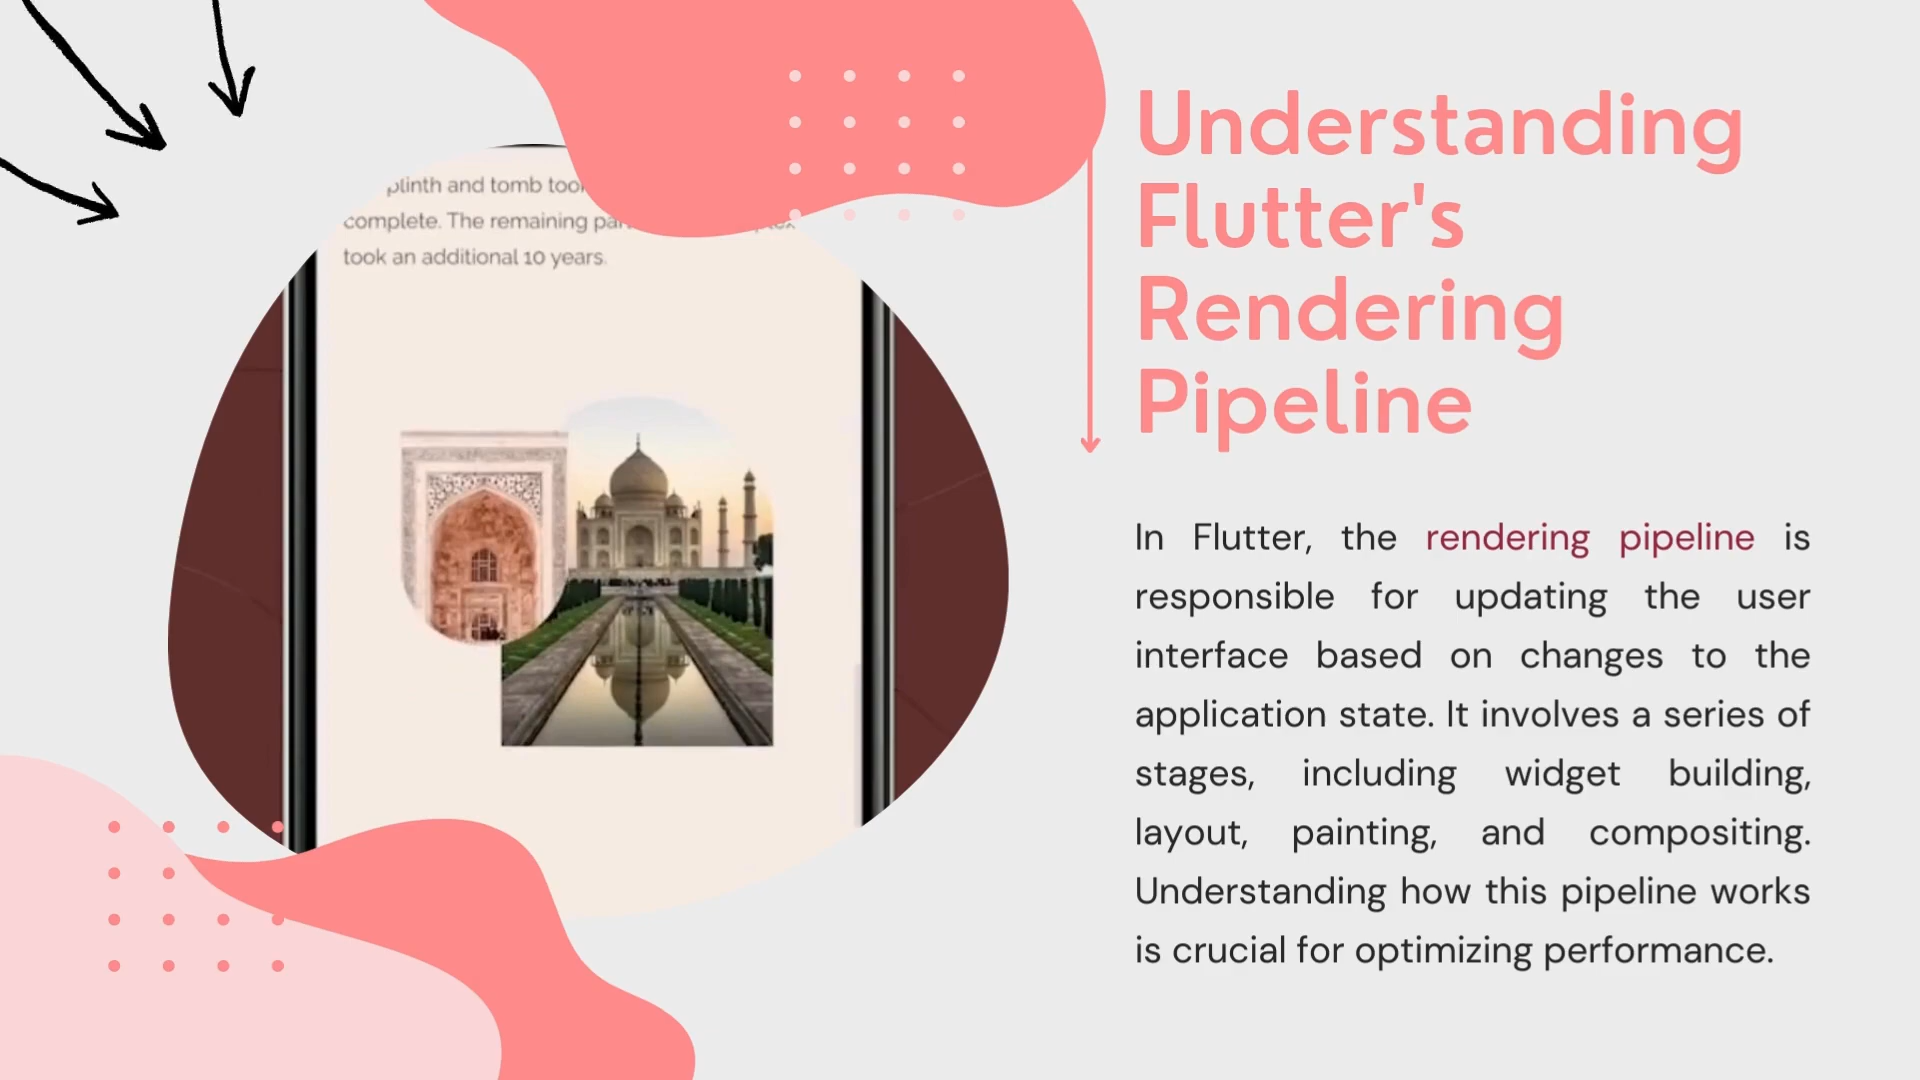 plinth and tomb
complete. The remaining
took an additional 10 years.
Understanding
Flutter's
Rendering
Pipeline
In Flutter, the rendering pipeline is
responsible for updating the user
interface based on changes to the
application state. It involves a series of
stages, including widget building,
layout, painting, and compositing.
Understanding how this pipeline works
is crucial for optimizing performance.